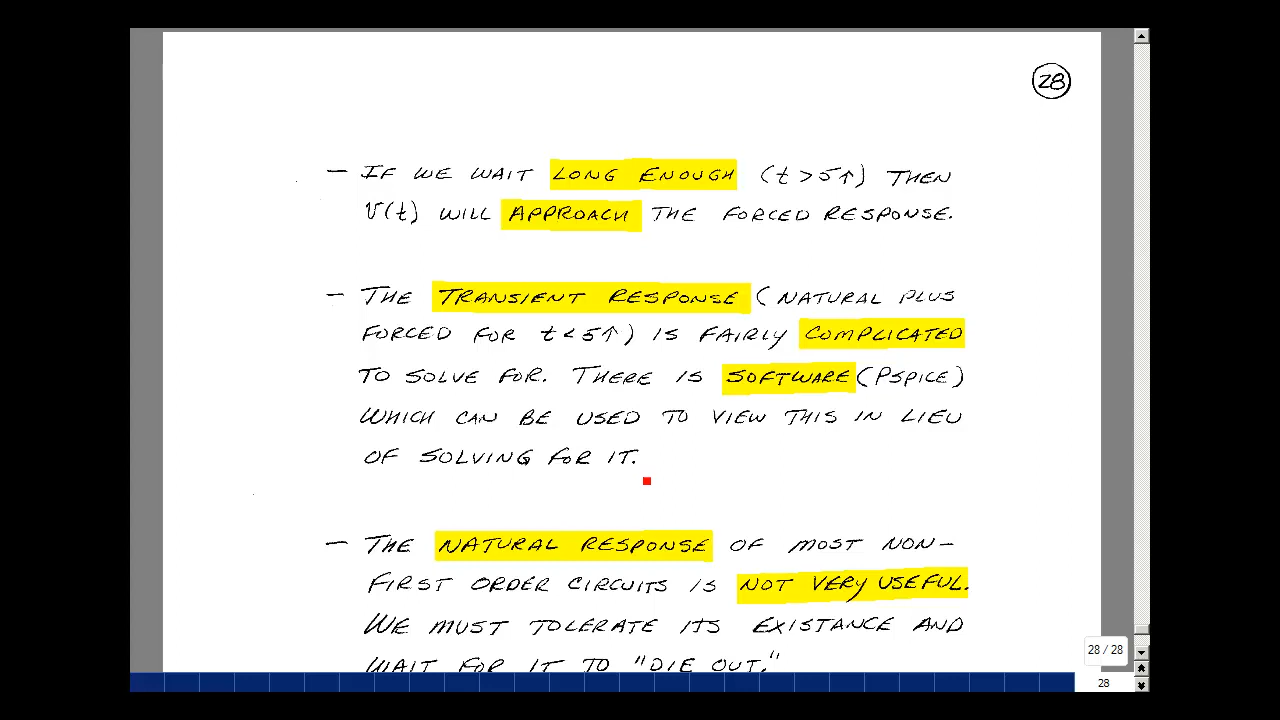 28
— IF WE WAIT LONG ENOUGH (t > 5↑) THEN
V(t) WILL APPROACH THE FORCED RESPONSE.
— THE TRANSIENT RESPONSE (NATURAL PLUS
FORCED FOR t < 5↑) IS FAIRLY COMPLICATED
TO SOLVE FOR. THERE IS SOFTWARE (PSPICE)
WHICH CAN BE USED TO VIEW THIS IN LIEU
OF SOLVING FOR IT.
— THE NATURAL RESPONSE OF MOST NON-
FIRST ORDER CIRCUITS IS NOT VERY USEFUL.
WE MUST TOLERATE ITS EXISTANCE AND
WAIT FOR IT TO "DIE OUT."
28 / 28
28